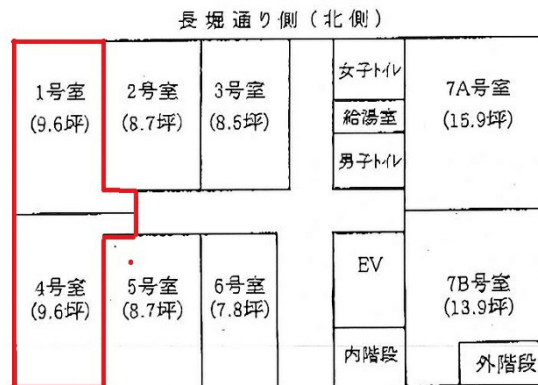 長堀通り側(北側)
1号室
(9.6坪)
2号室
(8.7坪)
3号室
(8.5坪)
女子トイレ
給湯室
男子トイレ
7A号室
(15.9坪)
4号室
(9.6坪)
5号室
(8.7坪)
6号室
(7.8坪)
EV
内階段
7B号室
(13.9坪)
外階段